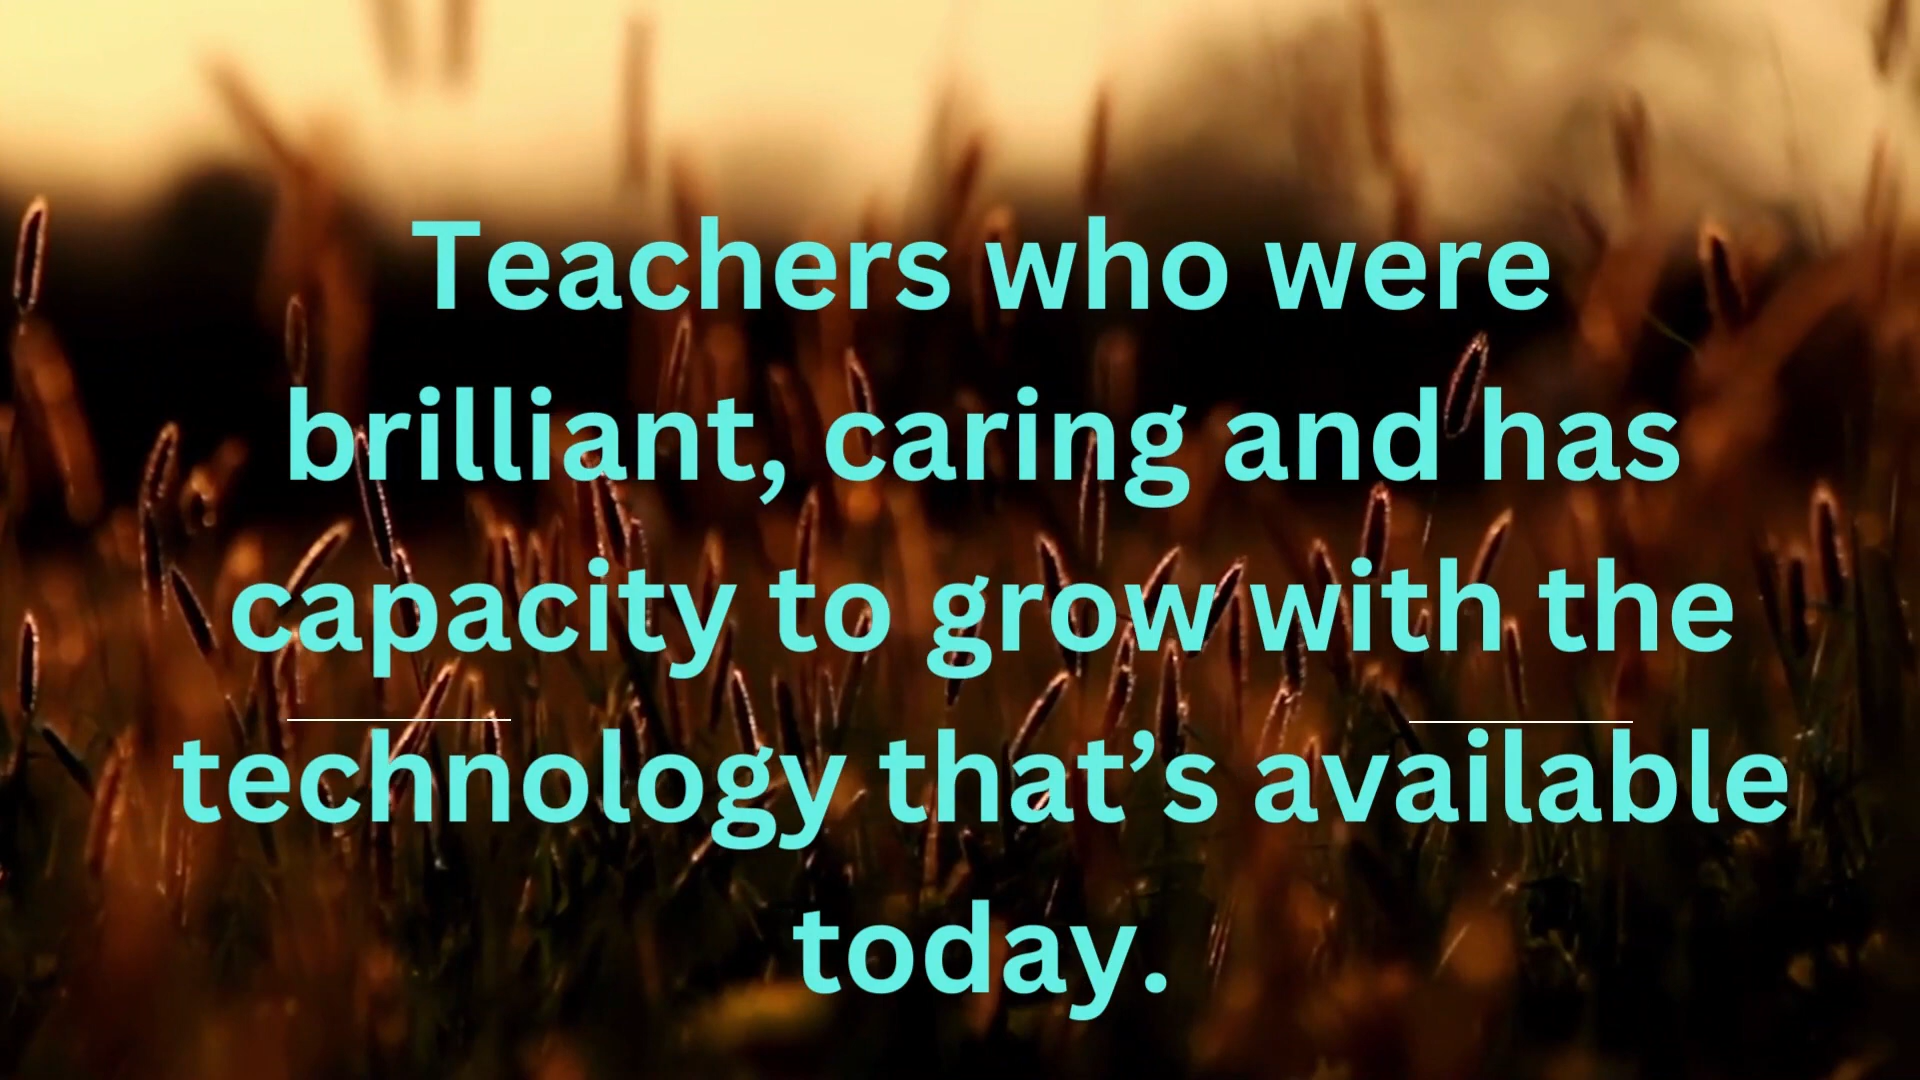 Teachers who were
brilliant, caring and has
capacity to grow with the
technology that’s available
today.